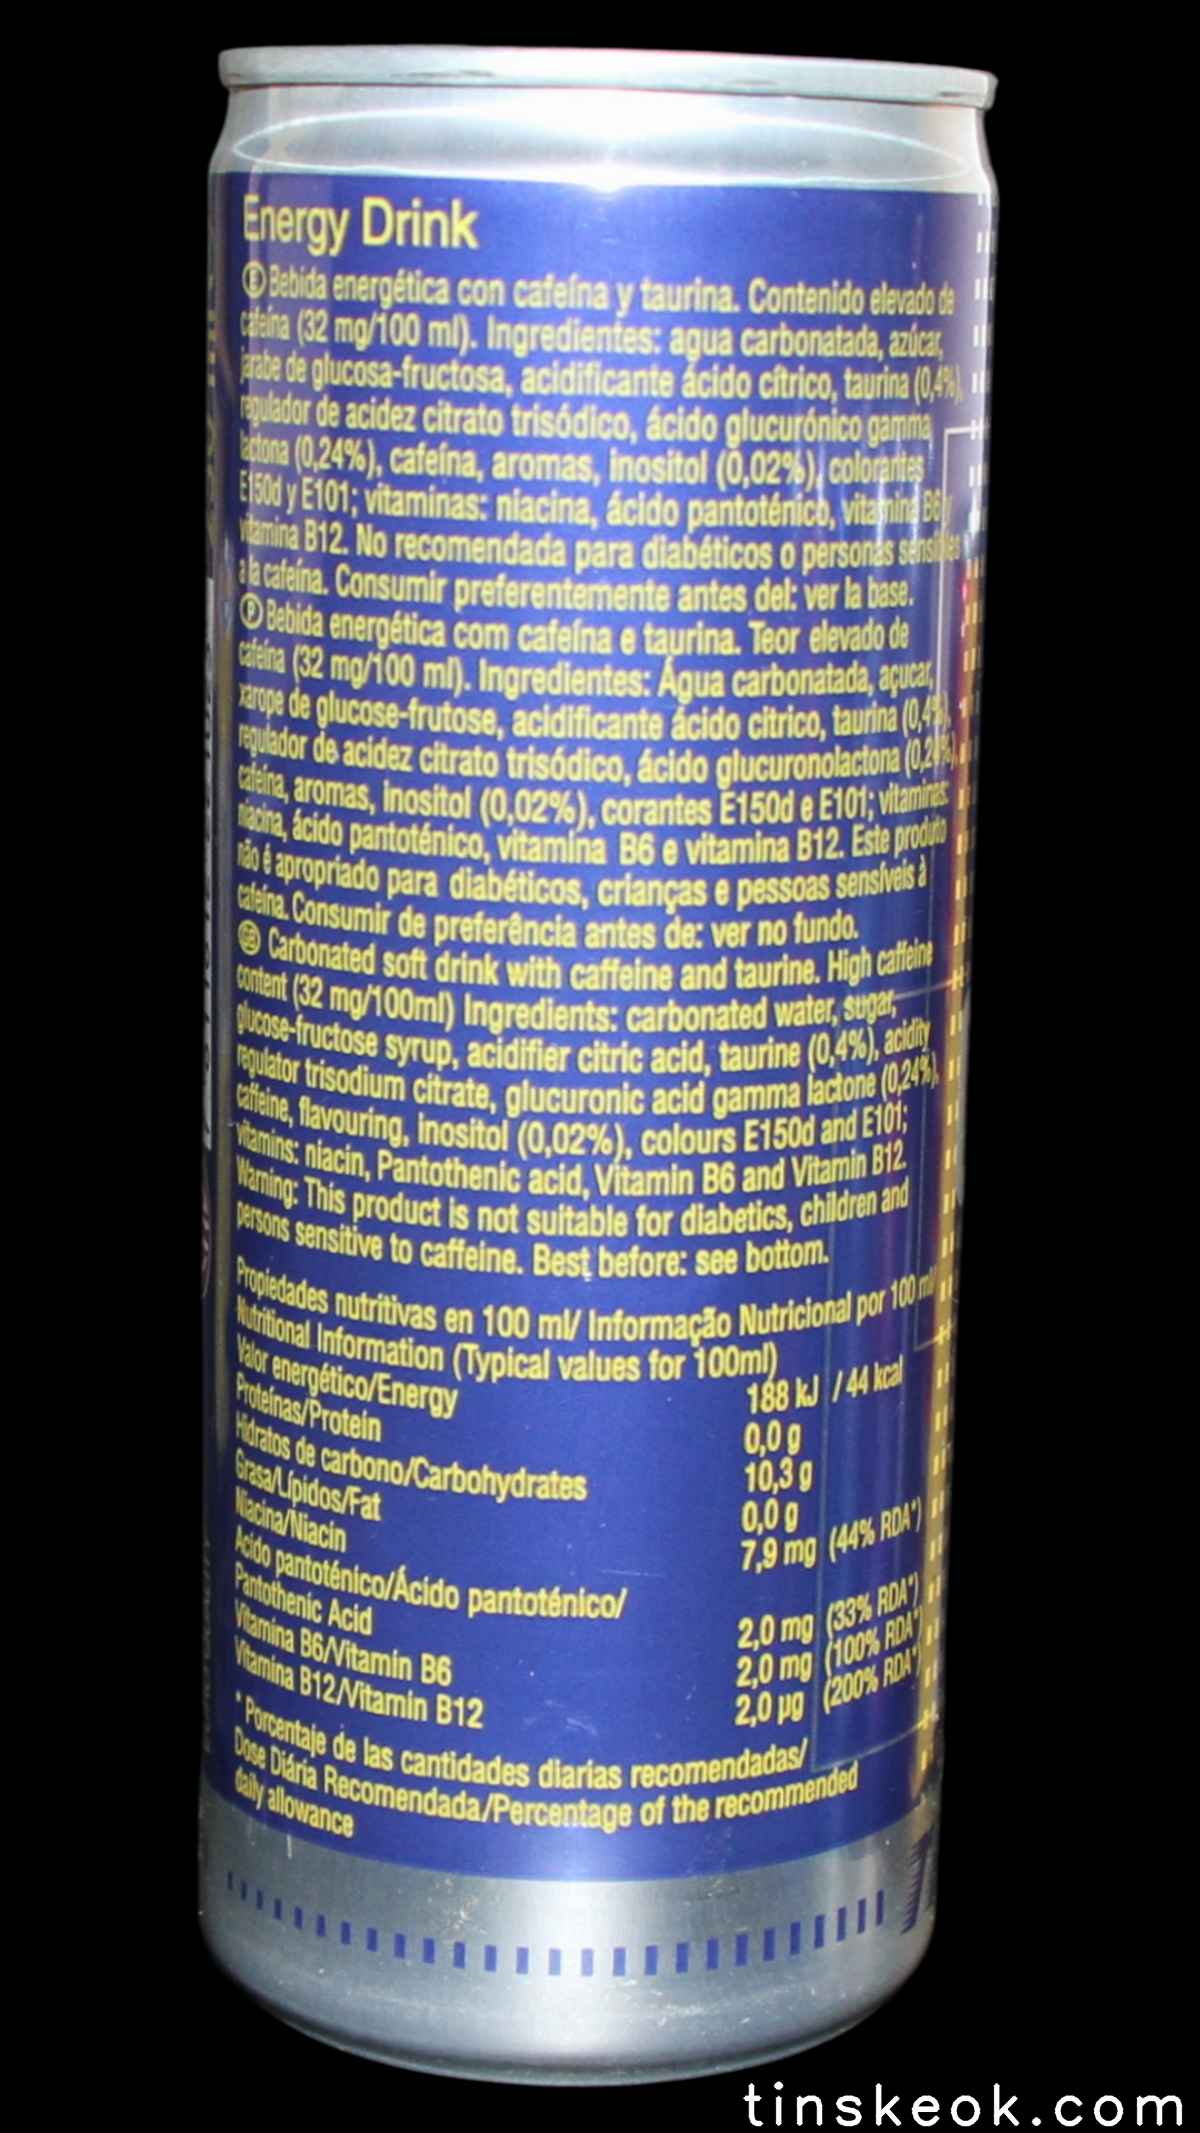 Energy Drink
E Bebida energética con cafeína y taurina. Contenido elevado de
cafeína (32 mg/100 ml). Ingredientes: agua carbonatada, azúcar,
jarabe de glucosa-fructosa, acidificante ácido cítrico, taurina (0,4%),
regulador de acidez citrato trisódico, ácido glucurónico gamma
lactona (0,24%), cafeína, aromas, inositol (0,02%), colorantes
E150d y E101; vitaminas: niacina, ácido pantoténico, vitamina B6 y
vitamina B12. No recomendada para diabéticos o personas sensibles
a la cafeína. Consumir preferentemente antes del: ver la base.
P Bebida energética com cafeína e taurina. Teor elevado de
cafeína (32 mg/100 ml). Ingredientes: Água carbonatada, açucar,
xarope de glucose-frutose, acidificante ácido citrico, taurina (0,4%),
regulador de acidez citrato trisódico, ácido glucuronolactona (0,24%),
cafeína, aromas, inositol (0,02%), corantes E150d e E101; vitaminas:
niacina, ácido pantoténico, vitamina B6 e vitamina B12. Este produto
não é apropriado para diabéticos, crianças e pessoas sensíveis à
cafeína. Consumir de preferência antes de: ver no fundo.
GB Carbonated soft drink with caffeine and taurine. High caffeine
content (32 mg/100ml) Ingredients: carbonated water, sugar,
glucose-fructose syrup, acidifier citric acid, taurine (0,4%), acidity
regulator trisodium citrate, glucuronic acid gamma lactone (0,24%),
caffeine, flavouring, inositol (0,02%), colours E150d and E101;
vitamins: niacin, Pantothenic acid, Vitamin B6 and Vitamin B12.
Warning: This product is not suitable for diabetics, children and
persons sensitive to caffeine. Best before: see bottom.
Propiedades nutritivas en 100 ml/ Informação Nutricional por 100 ml/
Nutritional Information (Typical values for 100ml)
Valor energético/Energy 188 kJ / 44 kcal
Proteínas/Protein 0,0 g
Hidratos de carbono/Carbohydrates 10,3 g
Grasa/Lípidos/Fat 0,0 g
Niacina/Niacin 7,9 mg (44% RDA*)
Acido pantoténico/Ácido pantoténico/
Pantothenic Acid 2,0 mg (33% RDA*)
Vitamina B6/Vitamin B6 2,0 mg (100% RDA*)
Vitamina B12/Vitamin B12 2,0 µg (200% RDA*)
* Porcentaje de las cantidades diarias recomendadas/
Dose Diária Recomendada/Percentage of the recommended
daily allowance
tinskeok.com